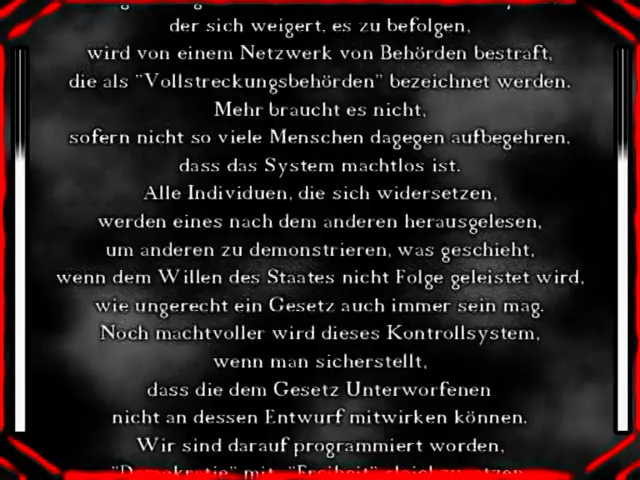 der sich weigert, es zu befolgen,
wird von einem Netzwerk von Behörden bestraft,
die als "Vollstreckungsbehörden" bezeichnet werden.
Mehr braucht es nicht,
sofern nicht so viele Menschen dagegen aufbegehren,
dass das System machtlos ist.
Alle Individuen, die sich widersetzen,
werden eines nach dem anderen herausgelesen,
um anderen zu demonstrieren, was geschieht,
wenn dem Willen des Staates nicht Folge geleistet wird,
wie ungerecht ein Gesetz auch immer sein mag.
Noch machtvoller wird dieses Kontrollsystem,
wenn man sicherstellt,
dass die dem Gesetz Unterworfenen
nicht an dessen Entwurf mitwirken können.
Wir sind darauf programmiert worden,
"Demokratie" mit "Freiheit"